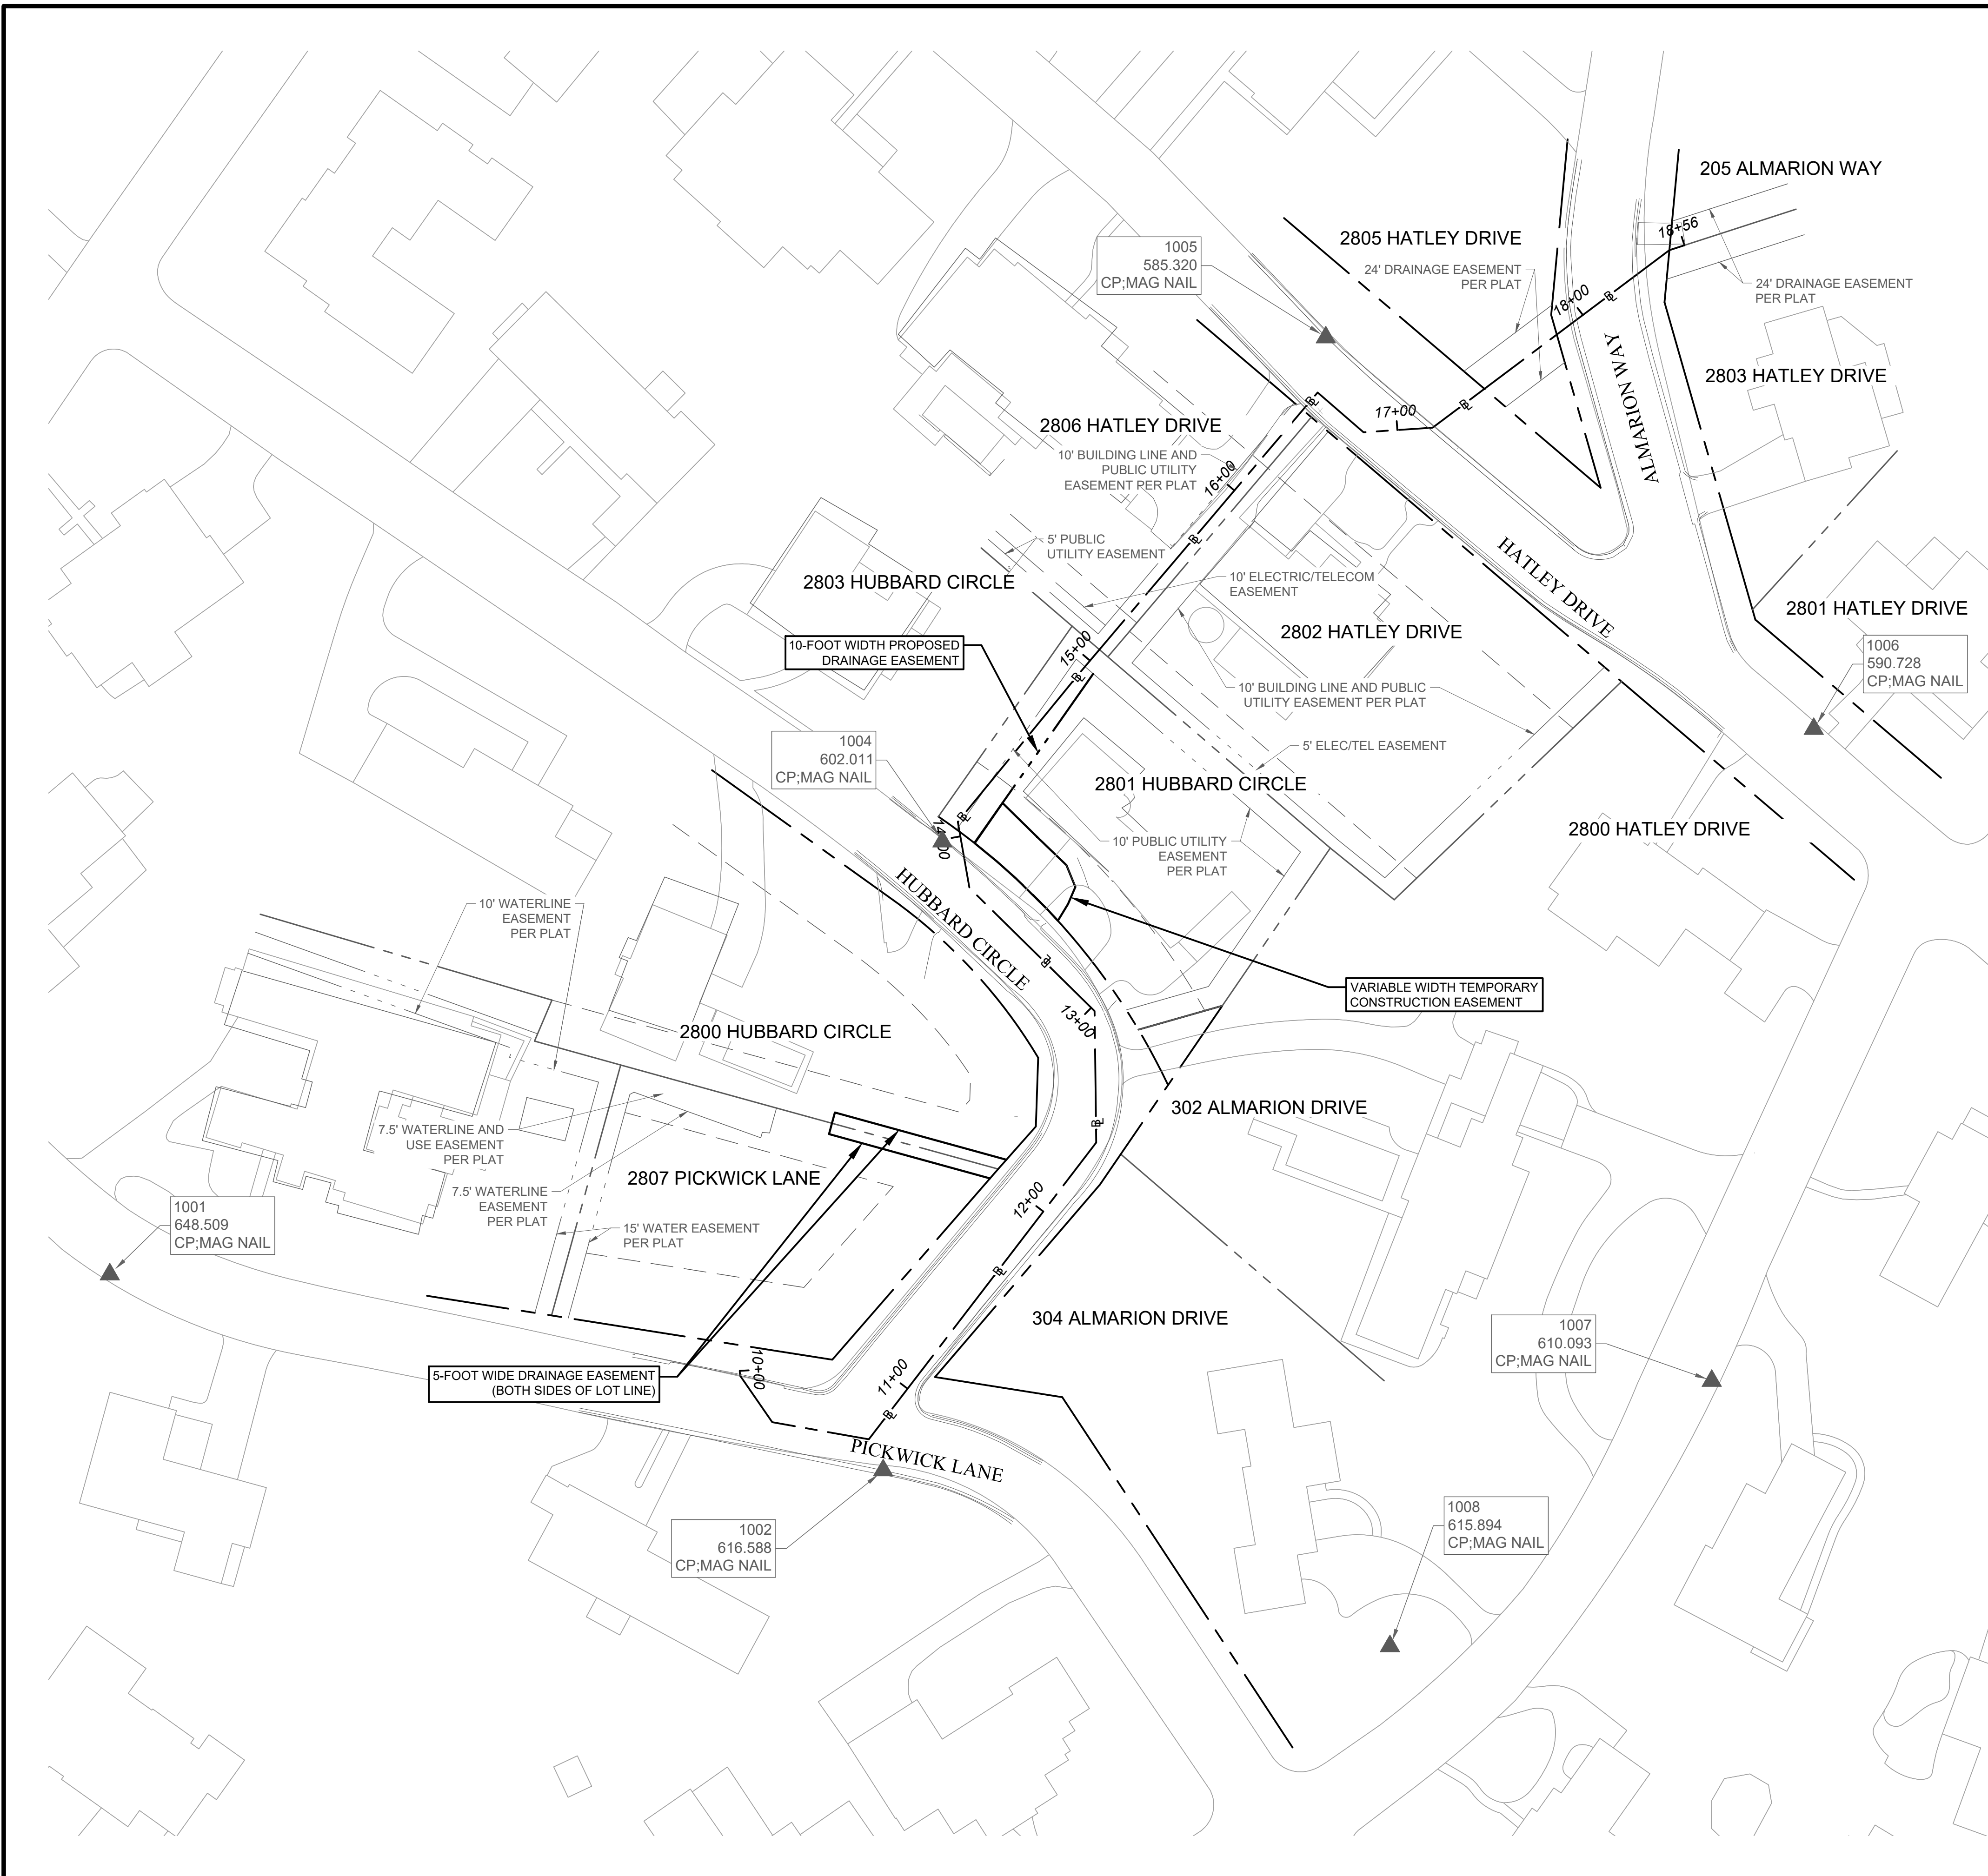 205 ALMARION WAY
18+56
2805 HATLEY DRIVE
24' DRAINAGE EASEMENT
PER PLAT
1005
585.320
CP;MAG NAIL
24' DRAINAGE EASEMENT
PER PLAT
18+00
ALMARION WAY
2803 HATLEY DRIVE
17+00
2806 HATLEY DRIVE
10' BUILDING LINE AND
PUBLIC UTILITY
EASEMENT PER PLAT
16+00
5' PUBLIC
UTILITY EASEMENT
HATLEY DRIVE
2803 HUBBARD CIRCLE
10' ELECTRIC/TELECOM
EASEMENT
2801 HATLEY DRIVE
2802 HATLEY DRIVE
10-FOOT WIDTH PROPOSED
DRAINAGE EASEMENT
15+00
1006
590.728
CP;MAG NAIL
10' BUILDING LINE AND PUBLIC
UTILITY EASEMENT PER PLAT
5' ELEC/TEL EASEMENT
1004
602.011
CP;MAG NAIL
2801 HUBBARD CIRCLE
2800 HATLEY DRIVE
14+00
10' PUBLIC UTILITY
EASEMENT
PER PLAT
HUBBARD CIRCLE
10' WATERLINE
EASEMENT
PER PLAT
VARIABLE WIDTH TEMPORARY
CONSTRUCTION EASEMENT
13+00
2800 HUBBARD CIRCLE
302 ALMARION DRIVE
7.5' WATERLINE AND
USE EASEMENT
PER PLAT
2807 PICKWICK LANE
7.5' WATERLINE
EASEMENT
PER PLAT
12+00
1001
648.509
CP;MAG NAIL
15' WATER EASEMENT
PER PLAT
304 ALMARION DRIVE
1007
610.093
CP;MAG NAIL
10+00
11+00
5-FOOT WIDE DRAINAGE EASEMENT
(BOTH SIDES OF LOT LINE)
PICKWICK LANE
1002
616.588
CP;MAG NAIL
1008
615.894
CP;MAG NAIL